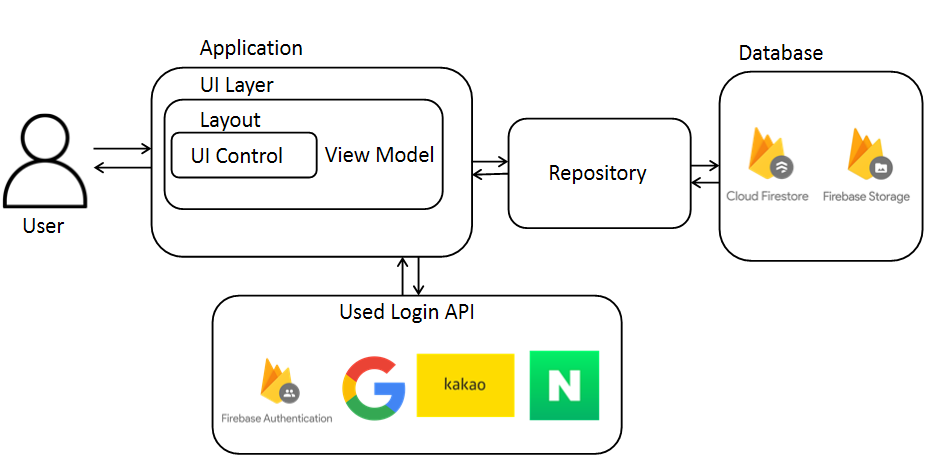 Application
Database
UI Layer
Layout
UI Control
View Model
Repository
Cloud Firestore
Firebase Storage
User
Used Login API
Firebase Authentication
G
kakao
N